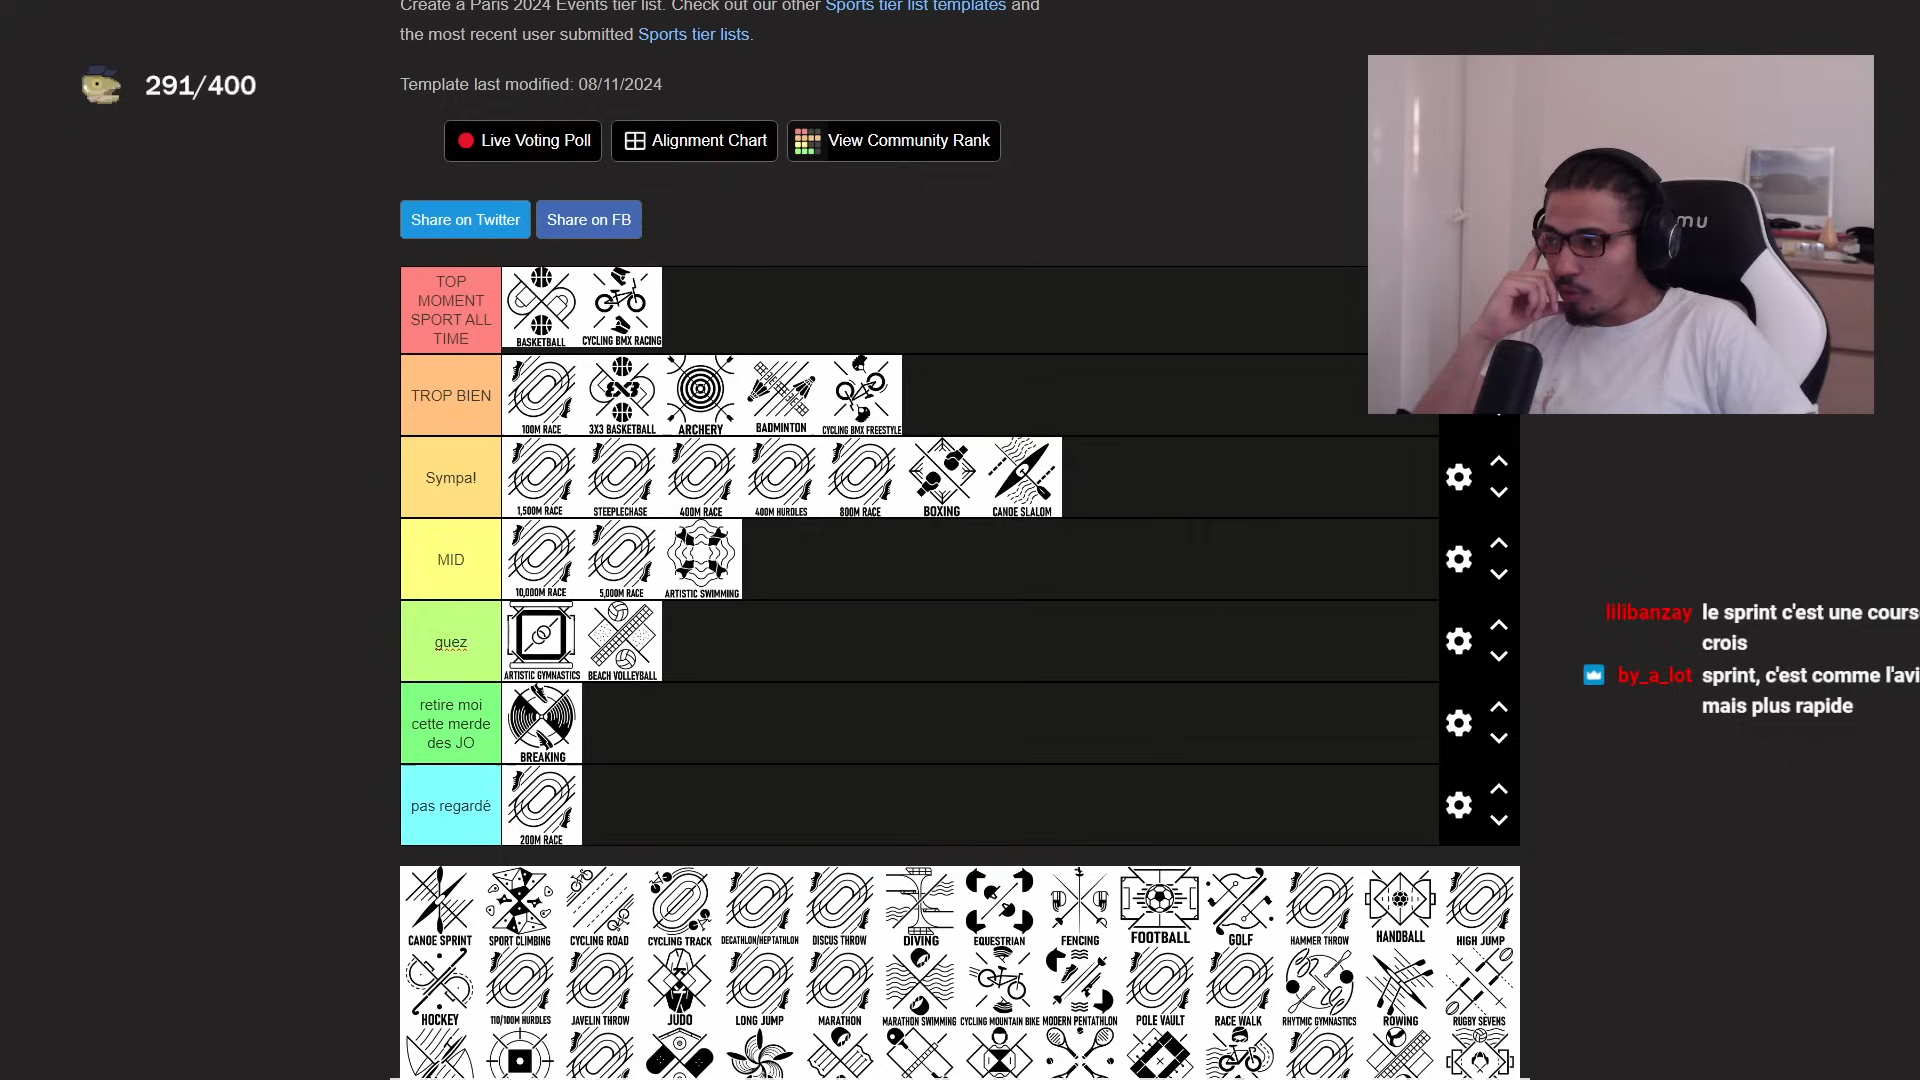 Create a Paris 2024 Events tier list. Check out our other Sports tier list templates and
the most recent user submitted Sports tier lists.
291/400
Template last modified: 08/11/2024
Live Voting Poll
Alignment Chart
View Community Rank
Share on Twitter
Share on FB
mu
TOP
MOMENT
SPORT ALL
TIME
BASKETBALL
CYCLING BMX RACING
TROP BIEN
100M RACE
3X3 BASKETBALL
ARCHERY
BADMINTON
CYCLING BMX FREESTYLE
Sympa!
1,500M RACE
STEEPLECHASE
400M RACE
400M HURDLES
800M RACE
BOXING
CANOE SLALOM
MID
10,000M RACE
5,000M RACE
ARTISTIC SWIMMING
guez
ARTISTIC GYMNASTICS
BEACH VOLLEYBALL
retire moi
cette merde
des JO
BREAKING
pas regardé
200M RACE
lilibanzay le sprint c'est une cours
crois
by_a_lot sprint, c'est comme l'avi
mais plus rapide
CANOE SPRINT
SPORT CLIMBING
CYCLING ROAD
CYCLING TRACK
DECATHLON/HEPTATHLON
DISCUS THROW
DIVING
EQUESTRIAN
FENCING
FOOTBALL
GOLF
HAMMER THROW
HANDBALL
HIGH JUMP
HOCKEY
110/100M HURDLES
JAVELIN THROW
JUDO
LONG JUMP
MARATHON
MARATHON SWIMMING
CYCLING MOUNTAIN BIKE
MODERN PENTATHLON
POLE VAULT
RACE WALK
RHYTMIC GYMNASTICS
ROWING
RUGBY SEVENS